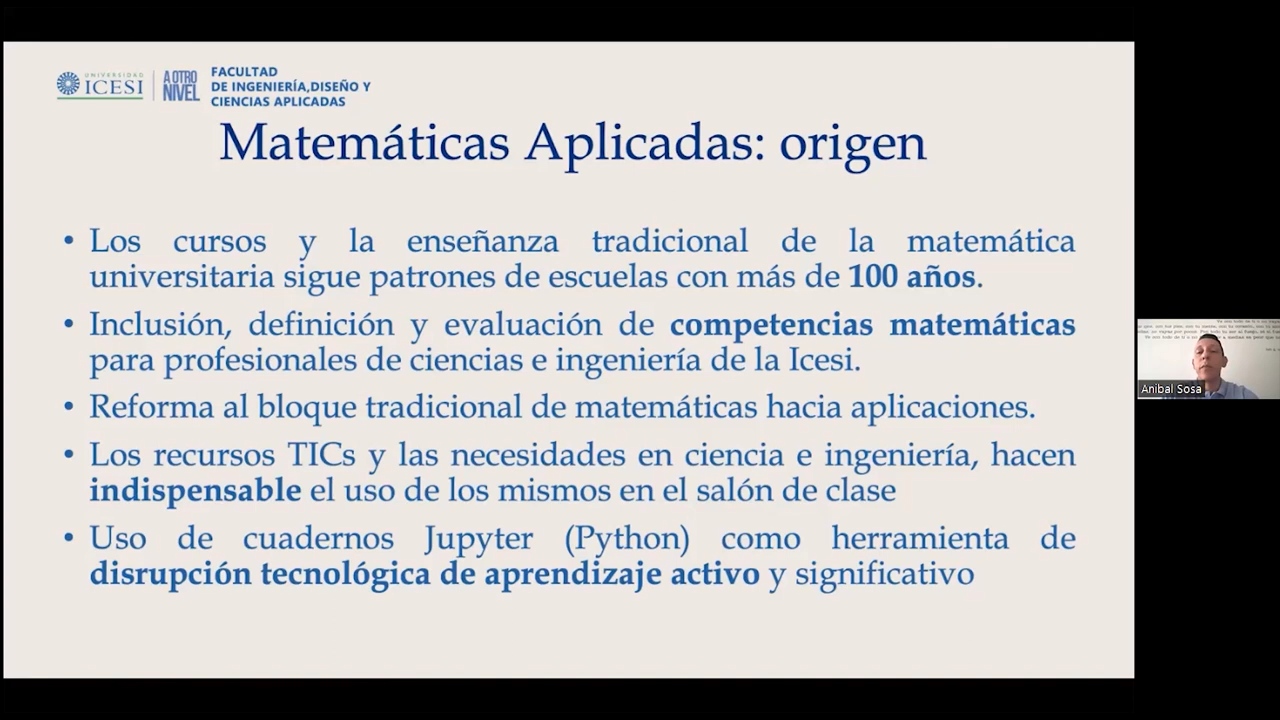 UNIVERSIDAD
ICESI
A OTRO
NIVEL
FACULTAD
DE INGENIERÍA,DISEÑO Y
CIENCIAS APLICADAS
Matemáticas Aplicadas: origen
• Los cursos y la enseñanza tradicional de la matemática
universitaria sigue patrones de escuelas con más de 100 años.
• Inclusión, definición y evaluación de competencias matemáticas
para profesionales de ciencias e ingeniería de la Icesi.
• Reforma al bloque tradicional de matemáticas hacia aplicaciones.
• Los recursos TICs y las necesidades en ciencia e ingeniería, hacen
indispensable el uso de los mismos en el salón de clase
• Uso de cuadernos Jupyter (Python) como herramienta de
disrupción tecnológica de aprendizaje activo y significativo
Anibal Sosa